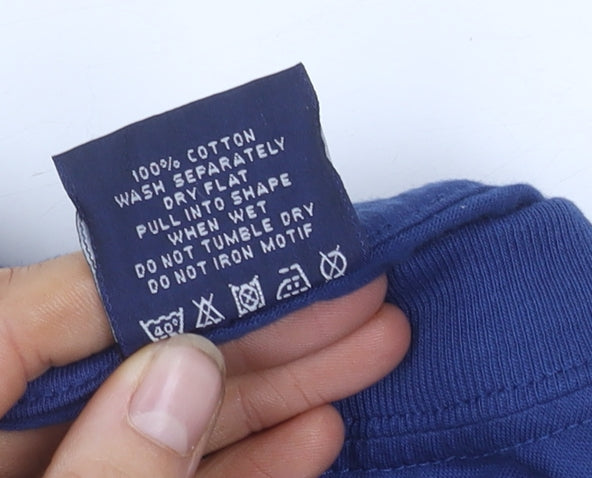 100% COTTON
WASH SEPARATELY
DRY FLAT
PULL INTO SHAPE
WHEN WET
DO NOT TUMBLE DRY
DO NOT IRON MOTIF
40°